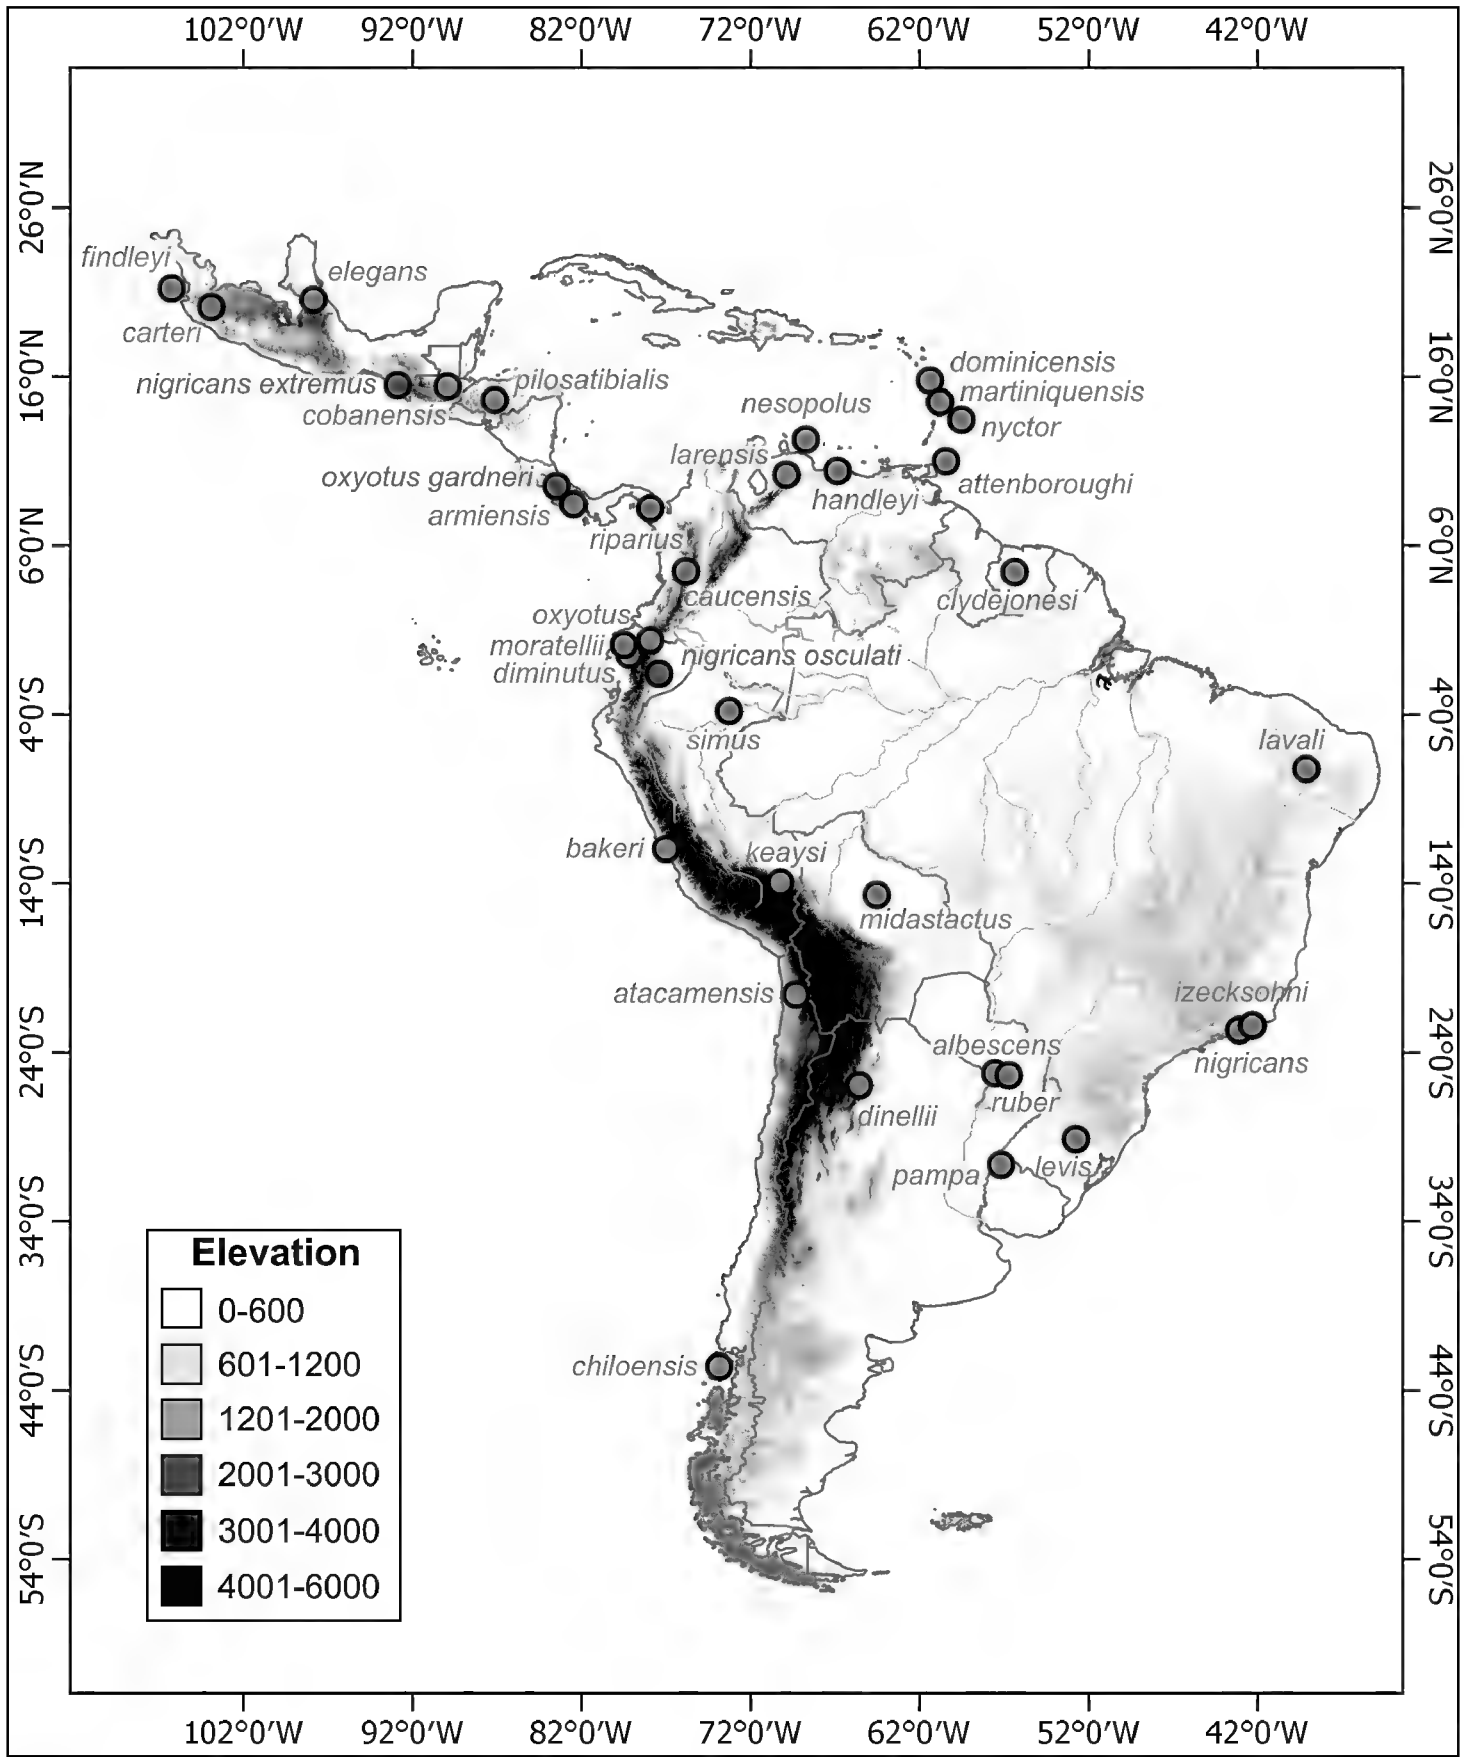 102°0'W 92°0'W 82°0'W 72°0'W 62°0'W 52°0'W 42°0'W
26°0'N
26°0'N
findleyi
elegans
carteri
16°0'N
16°0'N
dominicensis
nigricans extremus
pilosatibialis
martiniquensis
cobanensis
nesopolus
nyctor
larensis
oxyotus gardneri
attenboroughi
handleyi
armiensis
riparius
6°0'N
6°0'N
caucensis
clydejonesi
oxyotus
moratellii
nigricans osculati
diminutus
4°0'S
4°0'S
simus
lavali
bakeri
keaysi
14°0'S
14°0'S
midastactus
atacamensis
izecksohni
24°0'S
24°0'S
albescens
nigricans
ruber
dinellii
levis
pampa
34°0'S
34°0'S
Elevation
0-600
601-1200
1201-2000
2001-3000
3001-4000
4001-6000
chiloensis
44°0'S
44°0'S
54°0'S
54°0'S
102°0'W 92°0'W 82°0'W 72°0'W 62°0'W 52°0'W 42°0'W